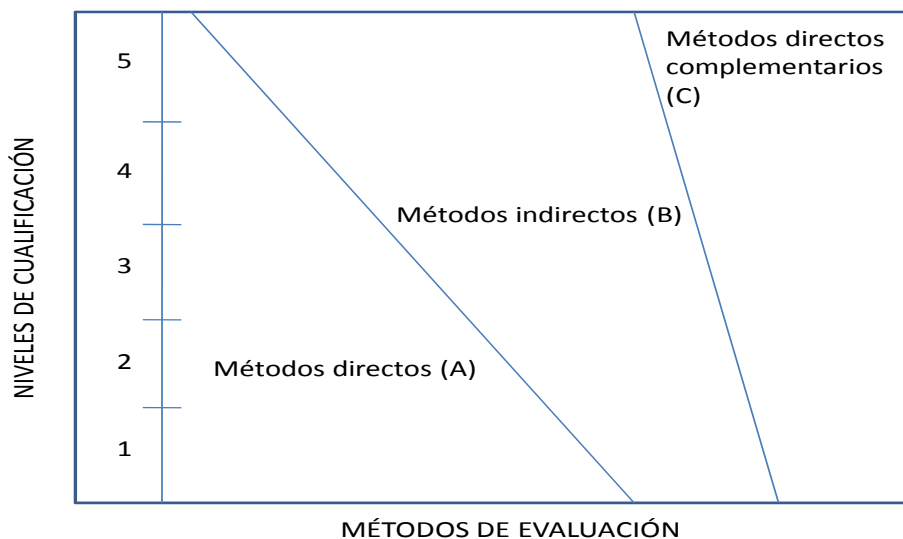 Métodos directos
complementarios
(C)
5
4
Métodos indirectos (B)
3
2
Métodos directos (A)
1
NIVELES DE CUALIFICACIÓN
MÉTODOS DE EVALUACIÓN